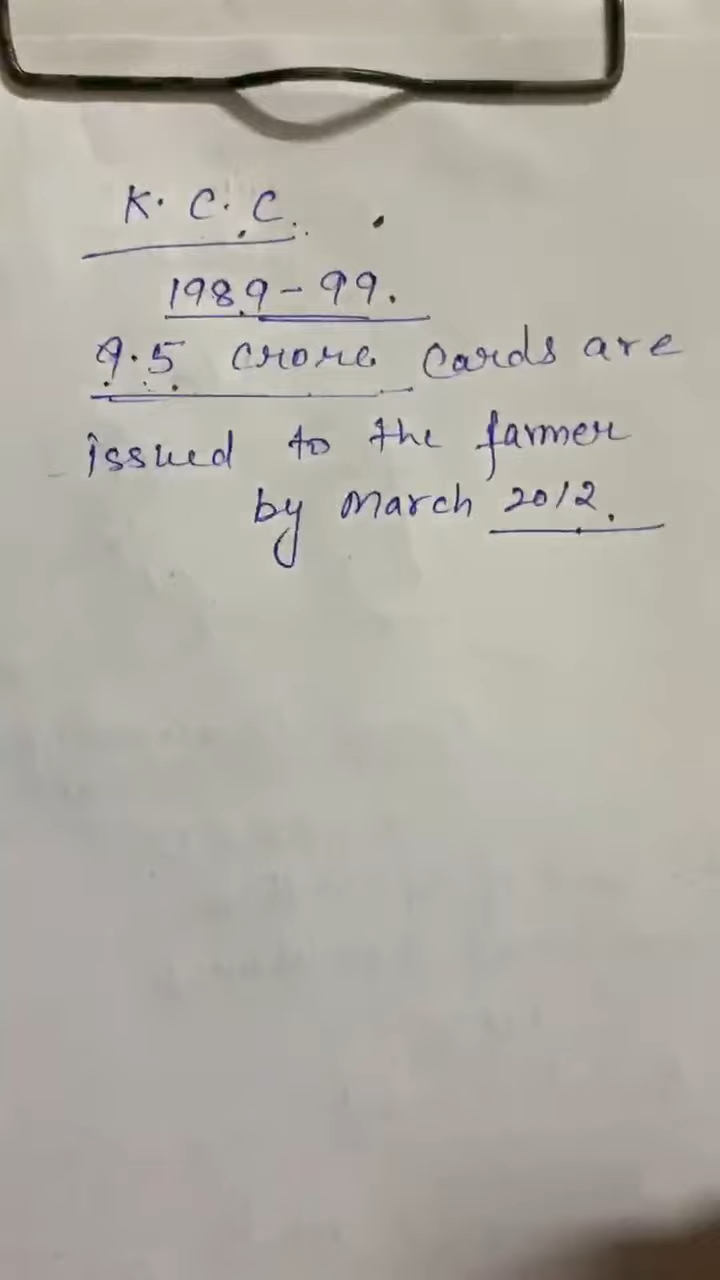 K. C. C.
1989-99.
9.5 crore cards are
issued to the farmer
by march 2012.